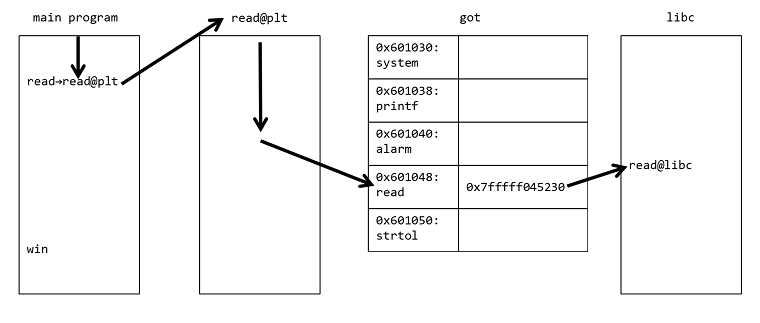 main program
read@plt
got
libc
read→read@plt
win
0x601030:
system
0x601038:
printf
0x601040:
alarm
0x601048:
read
0x7fffff045230
0x601050:
strtol
read@libc